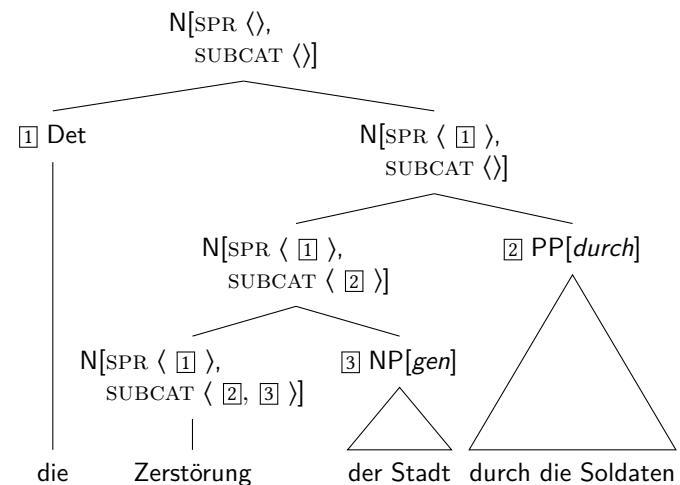 N[SPR ⟨⟩,
SUBCAT ⟨⟩]
1 Det
N[SPR ⟨ 1 ⟩,
SUBCAT ⟨⟩]
N[SPR ⟨ 1 ⟩,
SUBCAT ⟨ 2 ⟩]
2 PP[durch]
N[SPR ⟨ 1 ⟩,
SUBCAT ⟨ 2, 3 ⟩]
3 NP[gen]
die Zerstörung der Stadt durch die Soldaten